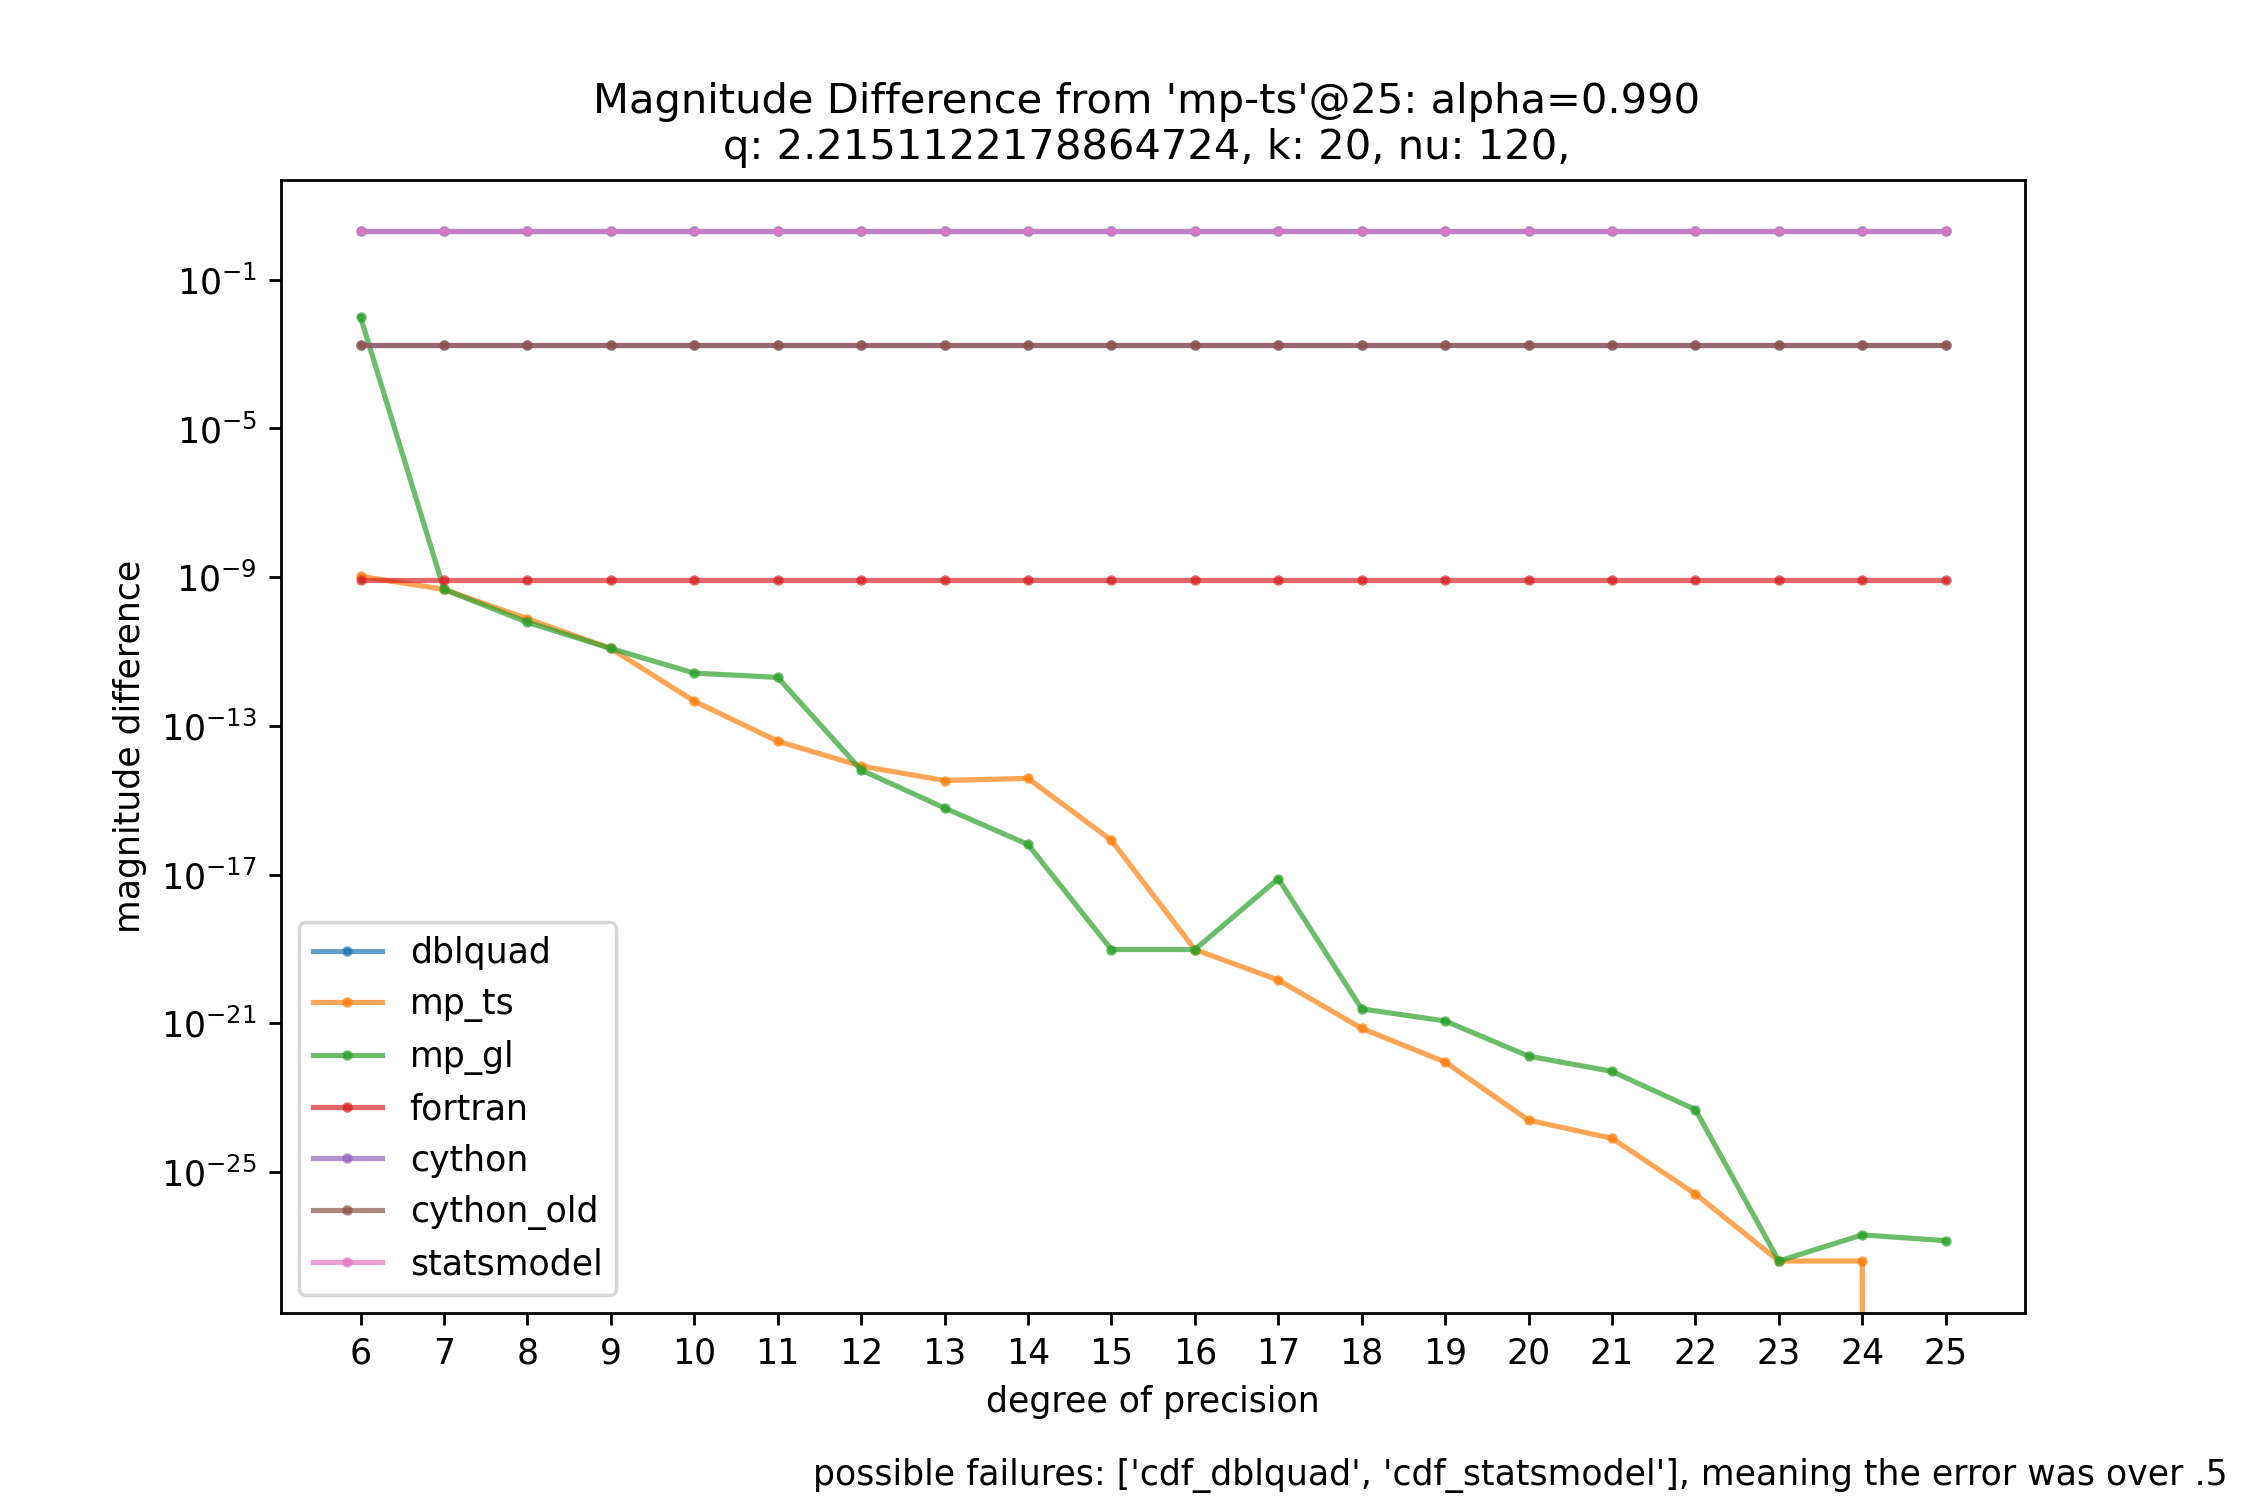 Magnitude Difference from 'mp-ts'@25: alpha=0.990
q: 2.2151122178864724, k: 20, nu: 120,
magnitude difference
10⁻¹
10⁻⁵
10⁻⁹
10⁻¹³
10⁻¹⁷
10⁻²¹
10⁻²⁵
dblquad
mp_ts
mp_gl
fortran
cython
cython_old
statsmodel
6 7 8 9 10 11 12 13 14 15 16 17 18 19 20 21 22 23 24 25
degree of precision
possible failures: ['cdf_dblquad', 'cdf_statsmodel'], meaning the error was over .5